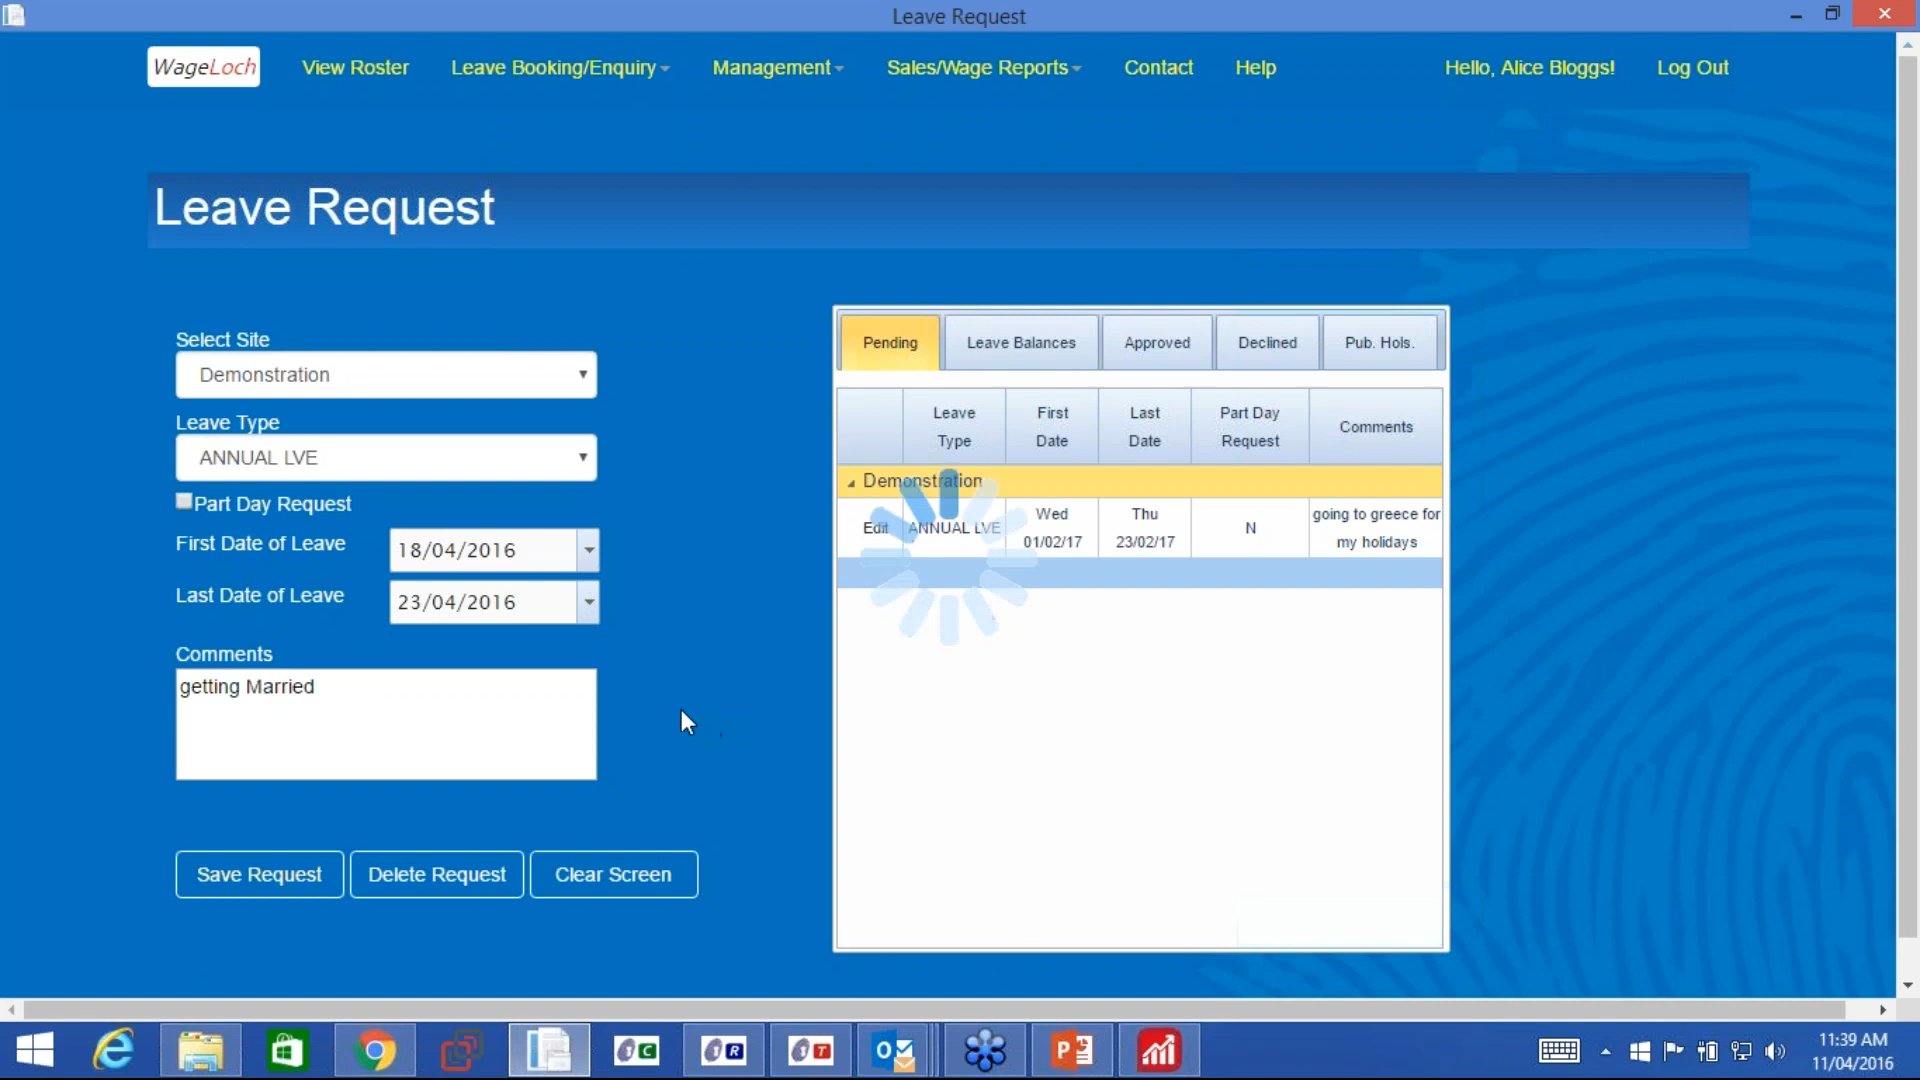 Leave Request
WageLoch
View Roster
Leave Booking/Enquiry
Management
Sales/Wage Reports
Contact
Help
Hello, Alice Bloggs!
Log Out
Leave Request
Select Site
Demonstration
Leave Type
ANNUAL LVE
Part Day Request
First Date of Leave
18/04/2016
Last Date of Leave
23/04/2016
Comments
getting Married
Save Request
Delete Request
Clear Screen
Pending
Leave Balances
Approved
Declined
Pub. Hols.
Leave
Type
First
Date
Last
Date
Part Day
Request
Comments
Demonstration
Edit
ANNUAL LVE
Wed
01/02/17
Thu
23/02/17
N
going to greece for
my holidays
C
R
T
11:39 AM
11/04/2016